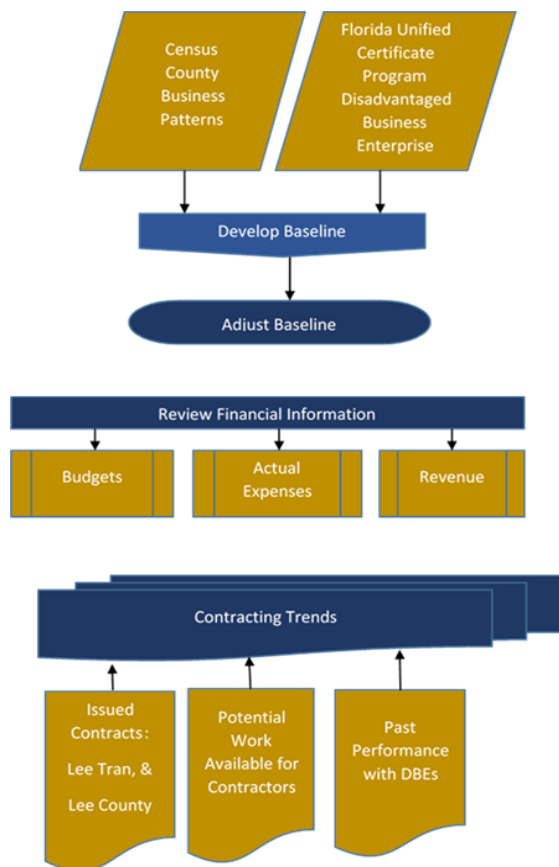 Census
County
Business
Patterns
Florida Unified
Certificate
Program
Disadvantaged
Business
Enterprise
Develop Baseline
Adjust Baseline
Review Financial Information
Budgets
Actual
Expenses
Revenue
Contracting Trends
Issued
Contracts:
Lee Tran, &
Lee County
Potential
Work
Available for
Contractors
Past
Performance
with DBEs